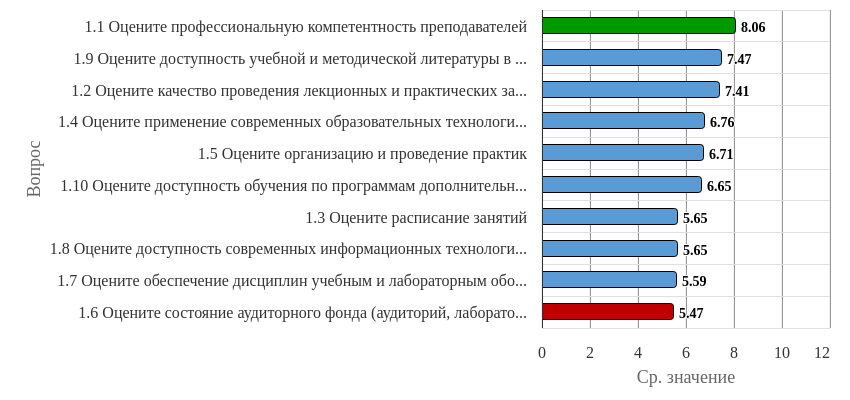 1.1 Оцените профессиональную компетентность преподавателей 8.06
1.9 Оцените доступность учебной и методической литературы в ... 7.47
1.2 Оцените качество проведения лекционных и практических за... 7.41
1.4 Оцените применение современных образовательных технологи... 6.76
1.5 Оцените организацию и проведение практик 6.71
1.10 Оцените доступность обучения по программам дополнительн... 6.65
1.3 Оцените расписание занятий 5.65
1.8 Оцените доступность современных информационных технологи... 5.65
1.7 Оцените обеспечение дисциплин учебным и лабораторным обо... 5.59
1.6 Оцените состояние аудиторного фонда (аудиторий, лаборато... 5.47
Вопрос
0 2 4 6 8 10 12
Ср. значение